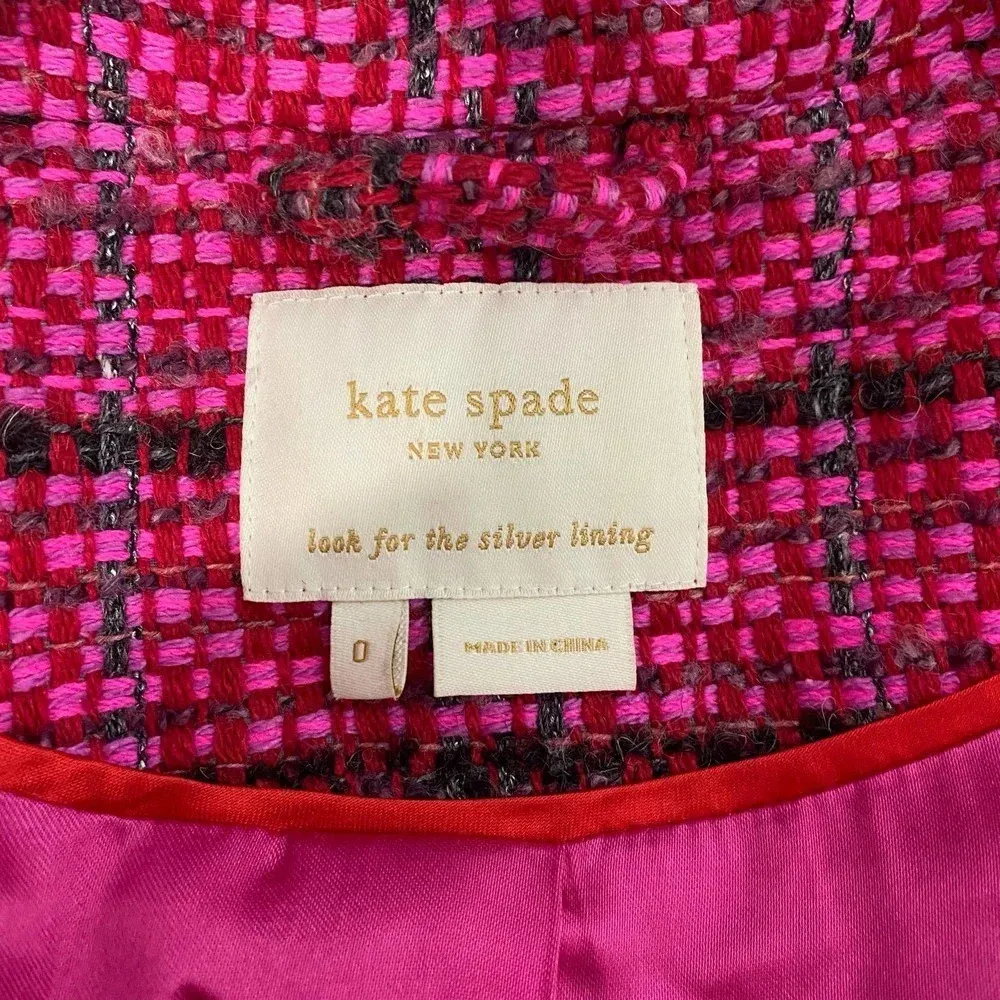 kate spade
NEW YORK
look for the silver lining
0
MADE IN CHINA